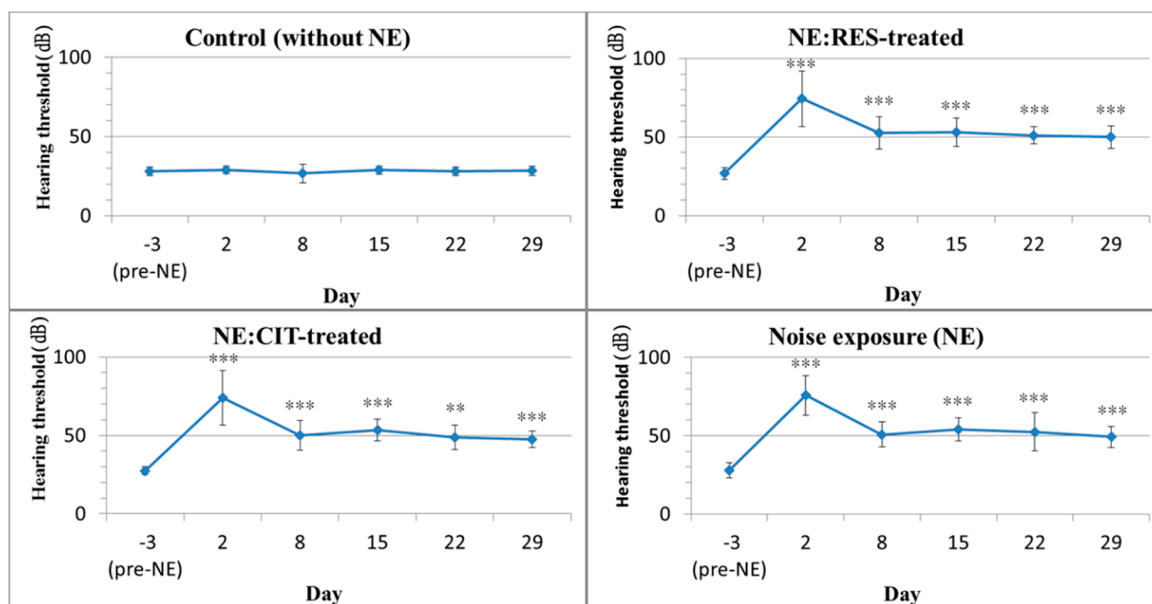 Control (without NE)
Hearing threshold(dB)
100
50
0
-3 2 8 15 22 29
(pre-NE)
Day
NE:RES-treated
Hearing threshold(dB)
100
50
0
*** *** *** *** ***
-3 2 8 15 22 29
(pre-NE)
Day
NE:CIT-treated
Hearing threshold(dB)
100
50
0
*** *** *** ** ***
-3 2 8 15 22 29
(pre-NE)
Day
Noise exposure (NE)
Hearing threshold(dB)
100
50
0
*** *** *** *** ***
-3 2 8 15 22 29
(pre-NE)
Day